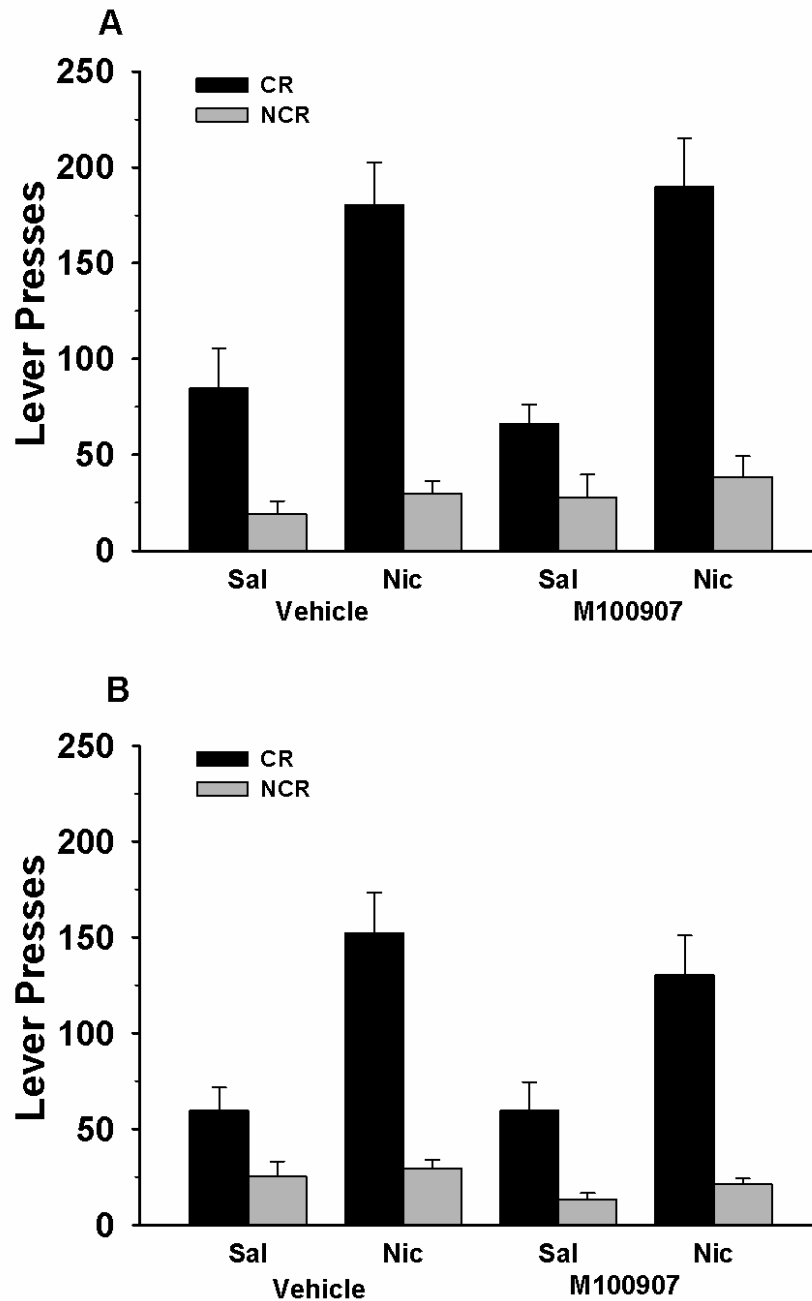 A
250
200
150
100
50
0
Lever Presses
CR
NCR
Sal Nic Sal Nic
Vehicle M100907
B
250
200
150
100
50
0
Lever Presses
CR
NCR
Sal Nic Sal Nic
Vehicle M100907